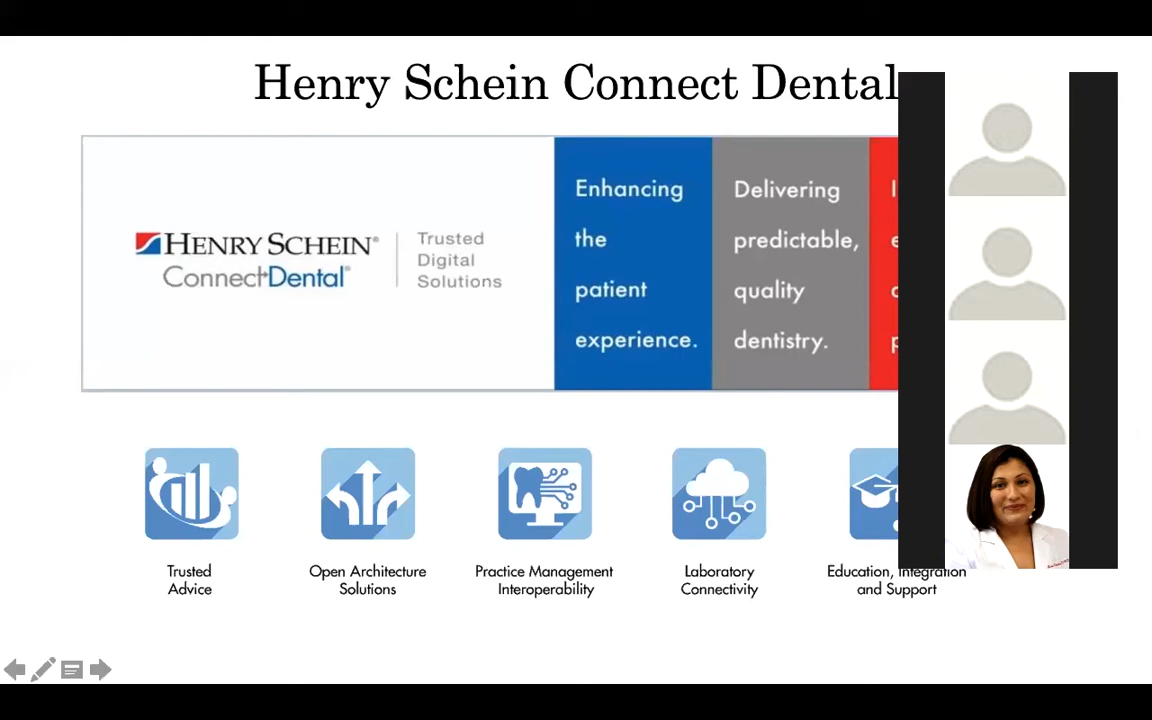 Henry Schein Connect Dental
HENRY SCHEIN®
ConnectDental®
Trusted
Digital
Solutions
Enhancing
the
patient
experience.
Delivering
predictable,
quality
dentistry.
Trusted
Advice
Open Architecture
Solutions
Practice Management
Interoperability
Laboratory
Connectivity
Education, Integration
and Support